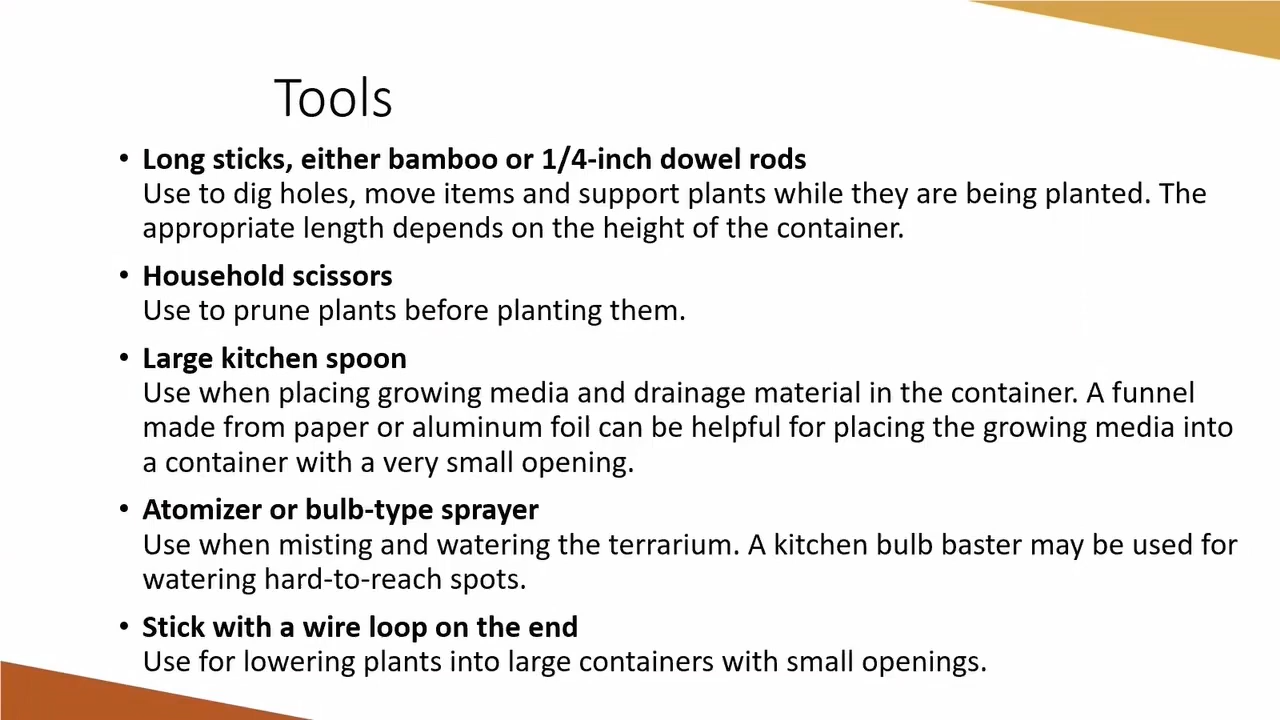 Tools
• Long sticks, either bamboo or 1/4-inch dowel rods
Use to dig holes, move items and support plants while they are being planted. The
appropriate length depends on the height of the container.
• Household scissors
Use to prune plants before planting them.
• Large kitchen spoon
Use when placing growing media and drainage material in the container. A funnel
made from paper or aluminum foil can be helpful for placing the growing media into
a container with a very small opening.
• Atomizer or bulb-type sprayer
Use when misting and watering the terrarium. A kitchen bulb baster may be used for
watering hard-to-reach spots.
• Stick with a wire loop on the end
Use for lowering plants into large containers with small openings.